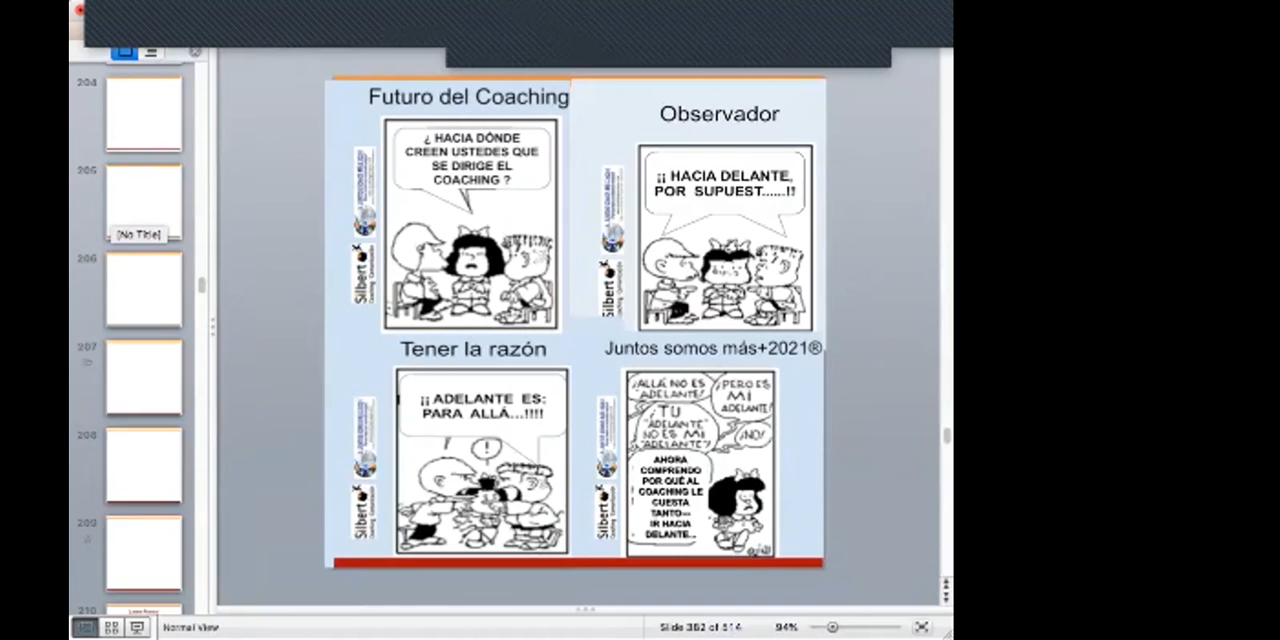 204
205
[No Title]
206
207
208
209
210
Futuro del Coaching
¿ HACIA DÓNDE
CREEN USTEDES QUE
SE DIRIGE EL
COACHING ?
Silbert
Observador
¡¡ HACIA DELANTE,
POR SUPUEST......!!
Silbert
Tener la razón
¡¡ ADELANTE ES:
PARA ALLÁ...!!!!
!
Silbert
Juntos somos más+2021®
¡ALLÁ NO ES
ADELANTE!
¡PERO ES
MI
ADELANTE!
¡TU
"ADELANTE"
NO ES MI
"ADELANTE"!
¡NO!
AHORA
COMPRENDO
POR QUÉ AL
COACHING LE
CUESTA
TANTO...
IR HACIA
DELANTE...
Silbert
Normal View
Slide 382 of 514
94%